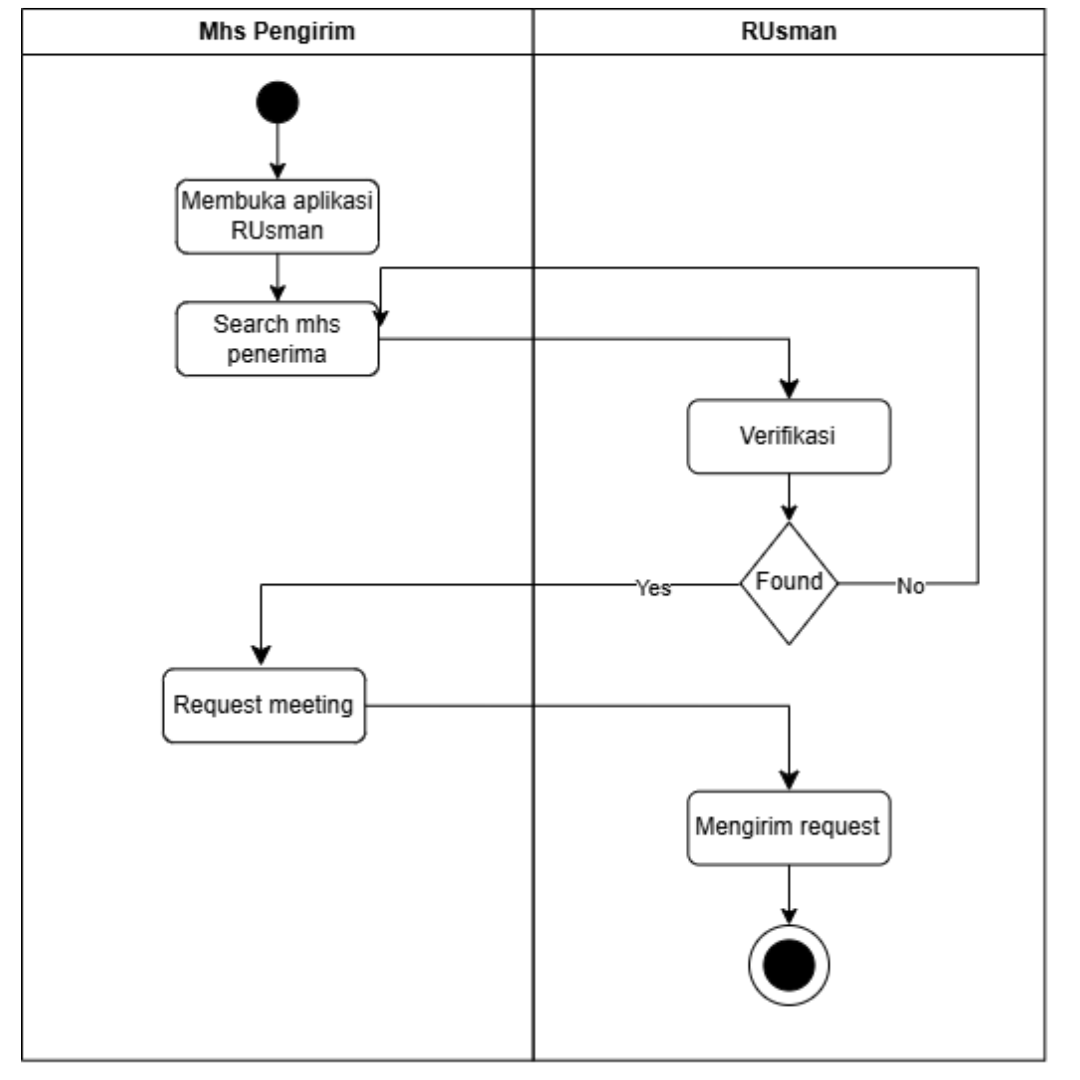 Mhs Pengirim
RUsman
Membuka aplikasi
RUsman
Search mhs
penerima
Verifikasi
Found
Yes
No
Request meeting
Mengirim request